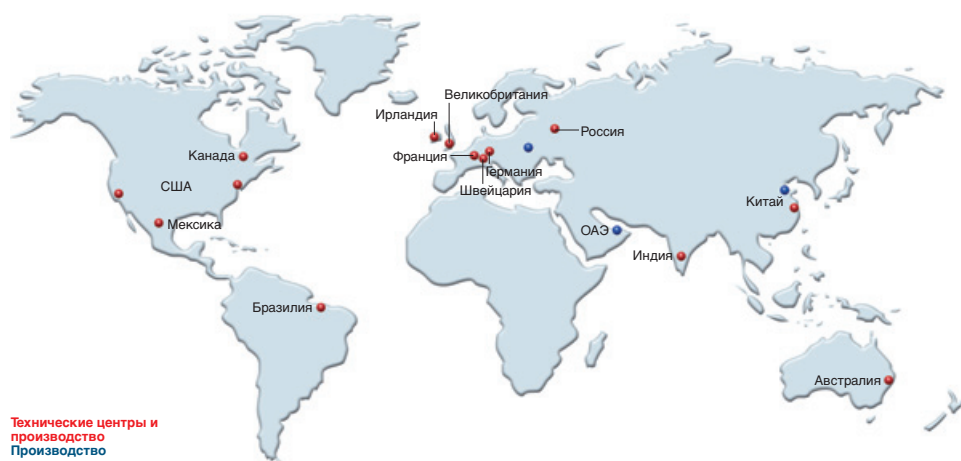 Великобритания
Ирландия
Россия
Канада
Франция
Германия
США
Швейцария
Китай
Мексика
ОАЭ
Индия
Бразилия
Австралия
Технические центры и
производство
Производство